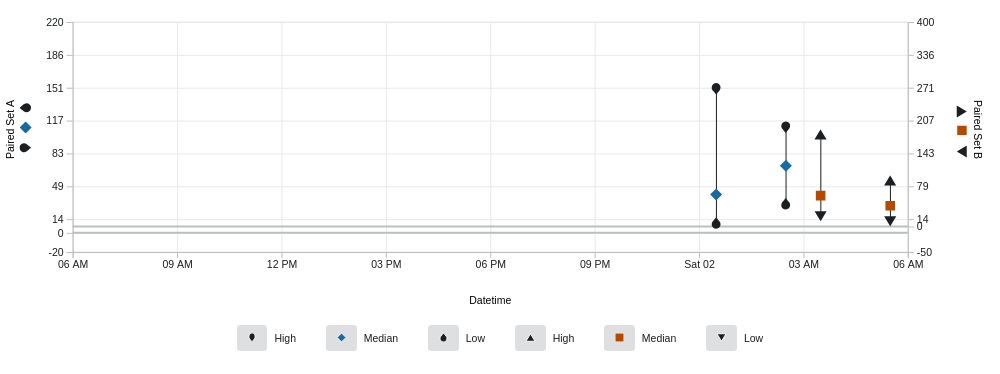 220
186
151
117
83
49
14
0
-20
Paired Set A
400
336
271
207
143
79
14
0
-50
Paired Set B
06 AM
09 AM
12 PM
03 PM
06 PM
09 PM
Sat 02
03 AM
06 AM
Datetime
High
Median
Low
High
Median
Low